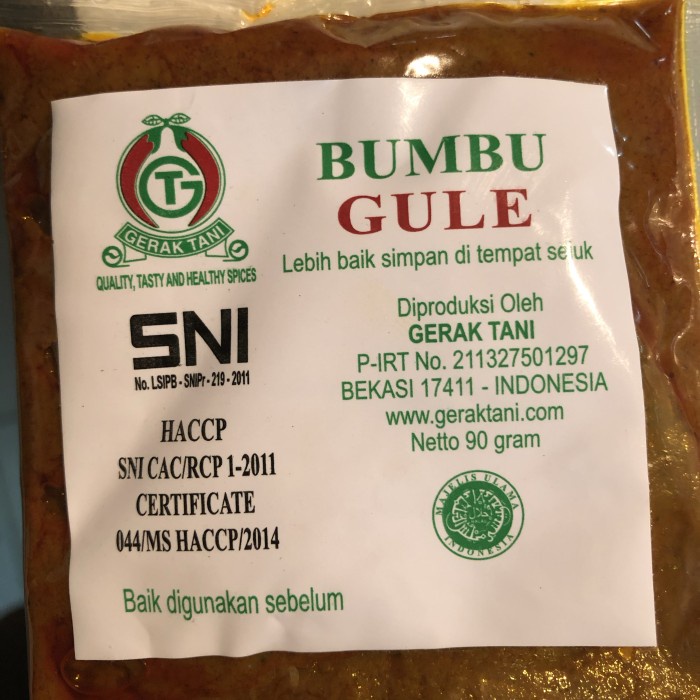 TG
GERAK TANI
QUALITY, TASTY AND HEALTHY SPICES
SNI
No. LSIPB - SNIPr - 219 - 2011
HACCP
SNI CAC/RCP 1-2011
CERTIFICATE
044/MS HACCP/2014
Baik digunakan sebelum
BUMBU
GULE
Lebih baik simpan di tempat sejuk
Diproduksi Oleh
GERAK TANI
P-IRT No. 211327501297
BEKASI 17411 - INDONESIA
www.geraktani.com
Netto 90 gram
MAJELIS ULAMA
حلال
INDONESIA